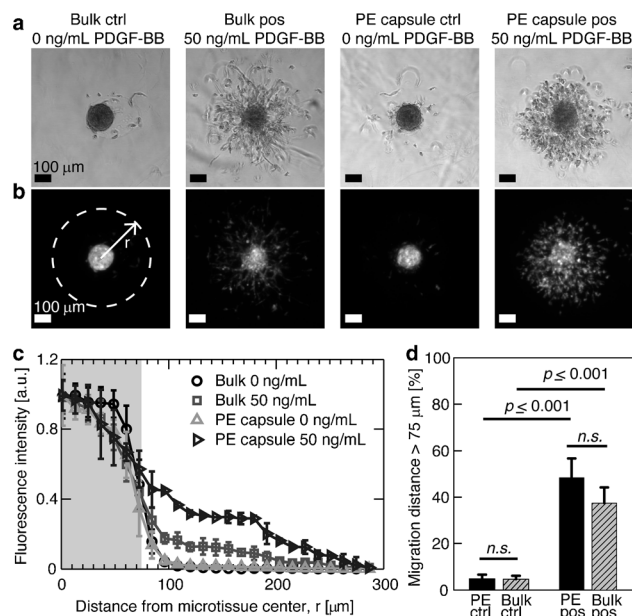 a
Bulk ctrl
0 ng/mL PDGF-BB
Bulk pos
50 ng/mL PDGF-BB
PE capsule ctrl
0 ng/mL PDGF-BB
PE capsule pos
50 ng/mL PDGF-BB
100 μm
b
r
100 μm
c
Fluorescence intensity [a.u.]
1.2
0.8
0.4
0
0
100
200
300
Distance from microtissue center, r [μm]
Bulk 0 ng/mL
Bulk 50 ng/mL
PE capsule 0 ng/mL
PE capsule 50 ng/mL
d
Migration distance > 75 μm [%]
100
80
60
40
20
0
p ≤ 0.001
p ≤ 0.001
n.s.
n.s.
PE
ctrl
Bulk
ctrl
PE
pos
Bulk
pos